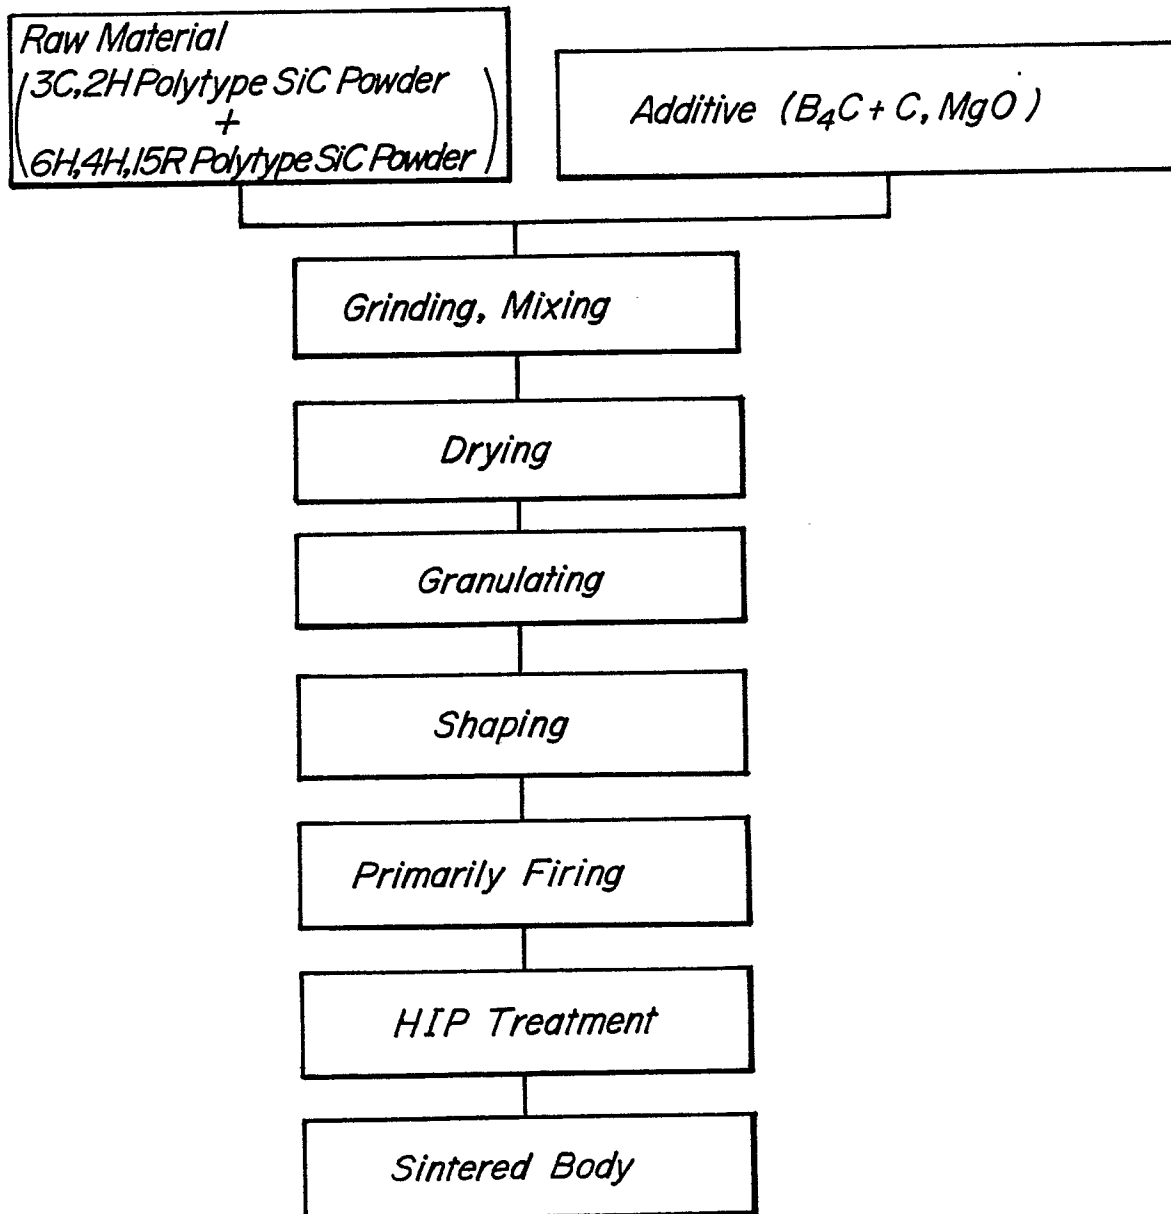 Raw Material
(3C,2H Polytype SiC Powder
+
6H,4H,15R Polytype SiC Powder)
Additive (B₄C + C, MgO)
Grinding, Mixing
Drying
Granulating
Shaping
Primarily Firing
HIP Treatment
Sintered Body